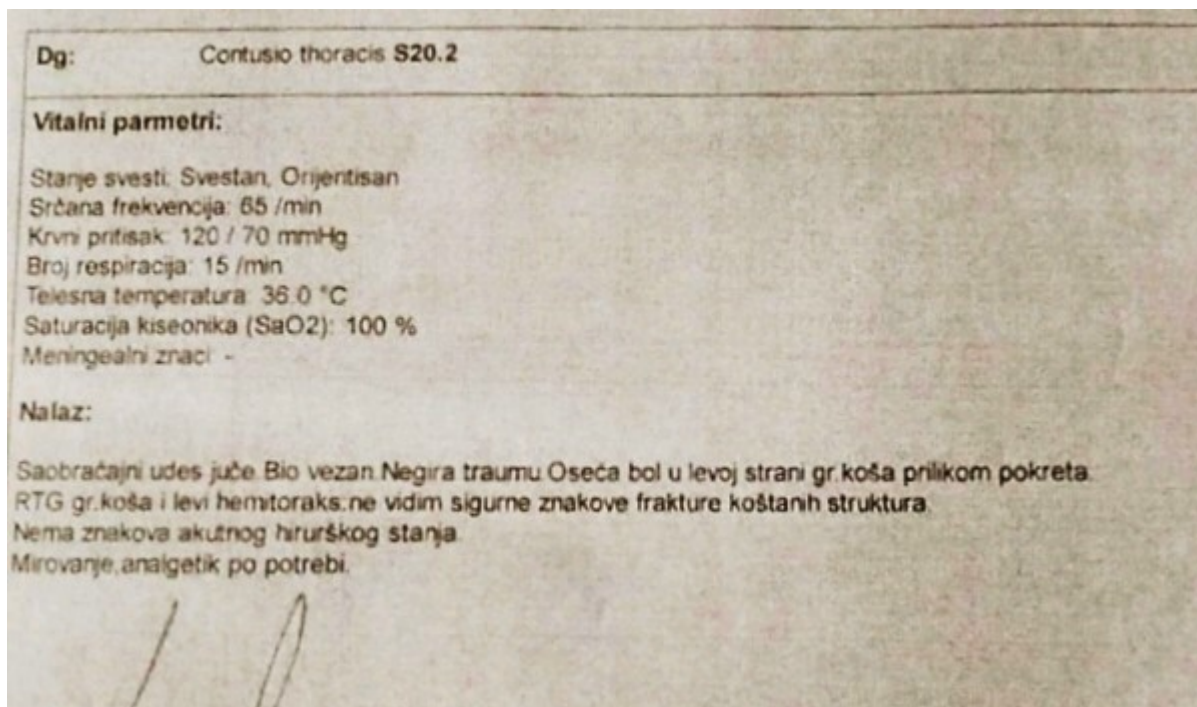 Dg: Contusio thoracis S20.2
Vitalni parmetri:
Stanje svesti: Svestan, Orijentisan
Srčana frekvencija: 65 /min
Krvni pritisak: 120 / 70 mmHg
Broj respiracija: 15 /min
Telesna temperatura: 36.0 °C
Saturacija kiseonika (SaO2): 100 %
Meningealni znaci: -
Nalaz:
Saobraćajni udes juče.Bio vezan.Negira traumu.Oseća bol u levoj strani gr.koša prilikom pokreta.
RTG gr.koša i levi hemitoraks:ne vidim sigurne znakove frakture koštanih struktura.
Nema znakova akutnog hirurškog stanja.
Mirovanje,analgetik po potrebi.